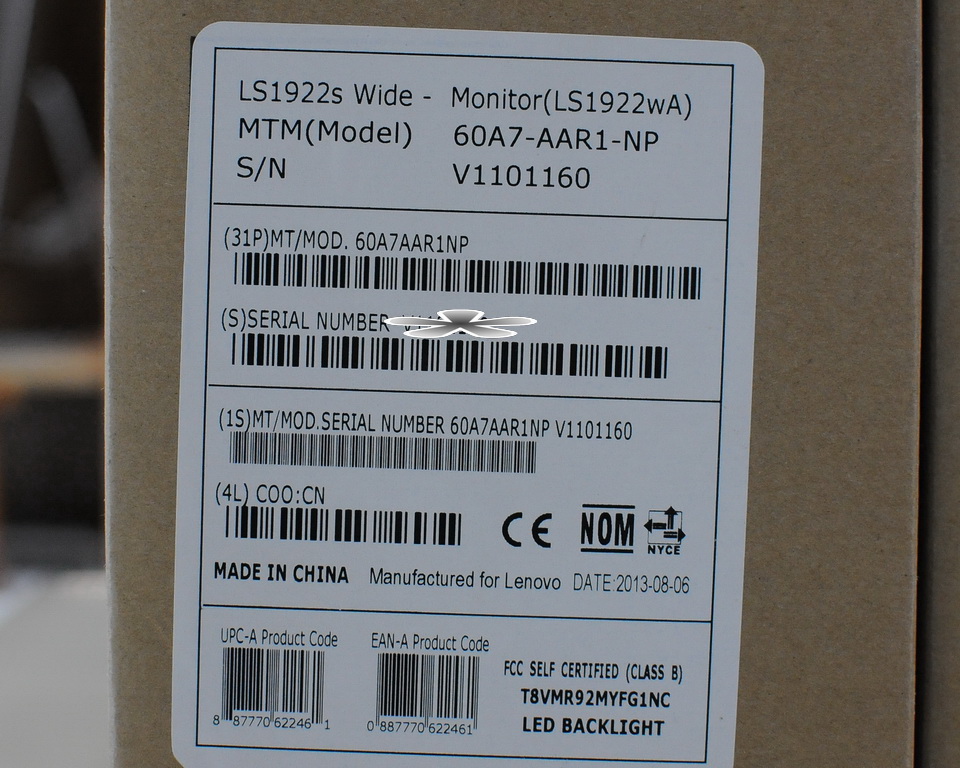 LS1922s Wide - Monitor(LS1922wA)
MTM(Model) 60A7-AAR1-NP
S/N V1101160
(31P)MT/MOD. 60A7AAR1NP
(S)SERIAL NUMBER
(1S)MT/MOD.SERIAL NUMBER 60A7AAR1NP V1101160
(4L) COO:CN
CE NOM NYCE
MADE IN CHINA Manufactured for Lenovo DATE:2013-08-06
UPC-A Product Code EAN-A Product Code
FCC SELF CERTIFIED (CLASS B)
T8VMR92MYFG1NC
LED BACKLIGHT
8 87770 62246 1 0 887770 622461